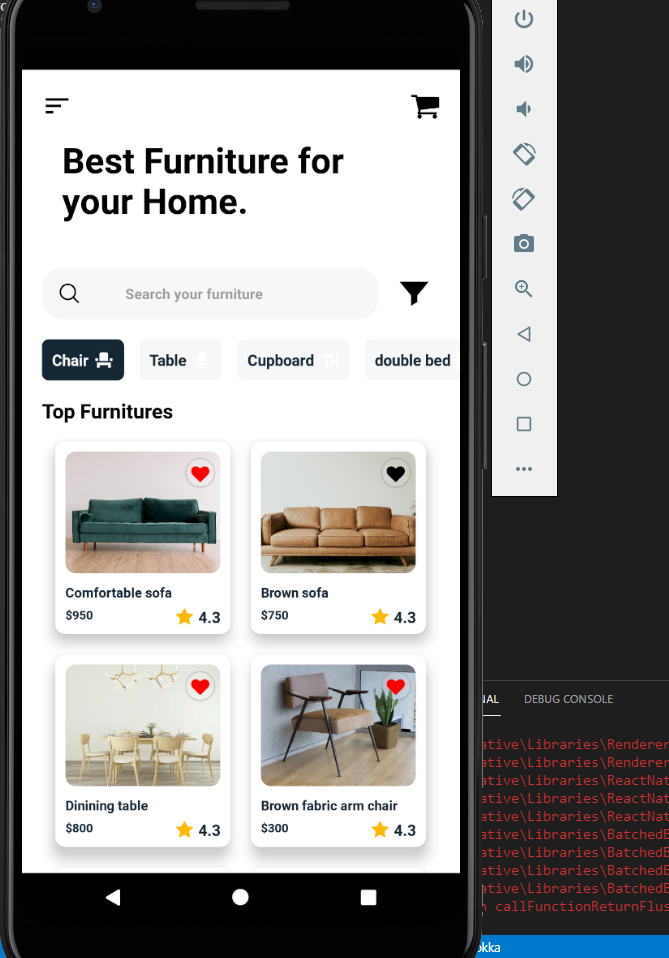 Best Furniture for
your Home.
Search your furniture
Chair
Table
Cupboard
double bed
Top Furnitures
Comfortable sofa
$950
4.3
Brown sofa
$750
4.3
Dinining table
$800
4.3
Brown fabric arm chair
$300
4.3
NAL
DEBUG CONSOLE
ative\Libraries\Renderer
ative\Libraries\Renderer
ative\Libraries\ReactNat
ative\Libraries\ReactNat
ative\Libraries\ReactNat
ative\Libraries\BatchedB
ative\Libraries\BatchedB
ative\Libraries\BatchedB
ative\Libraries\BatchedB
callFunctionReturnFlus
okka